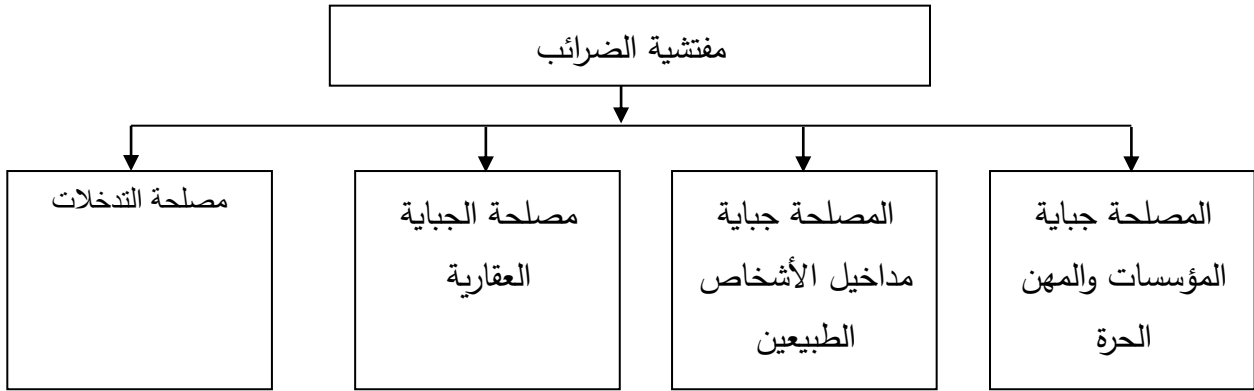 مفتشية الضرائب
المصلحة جباية
المؤسسات والمهن
الحرة
المصلحة جباية
مداخيل الأشخاص
الطبيعين
مصلحة الجباية
العقارية
مصلحة التدخلات